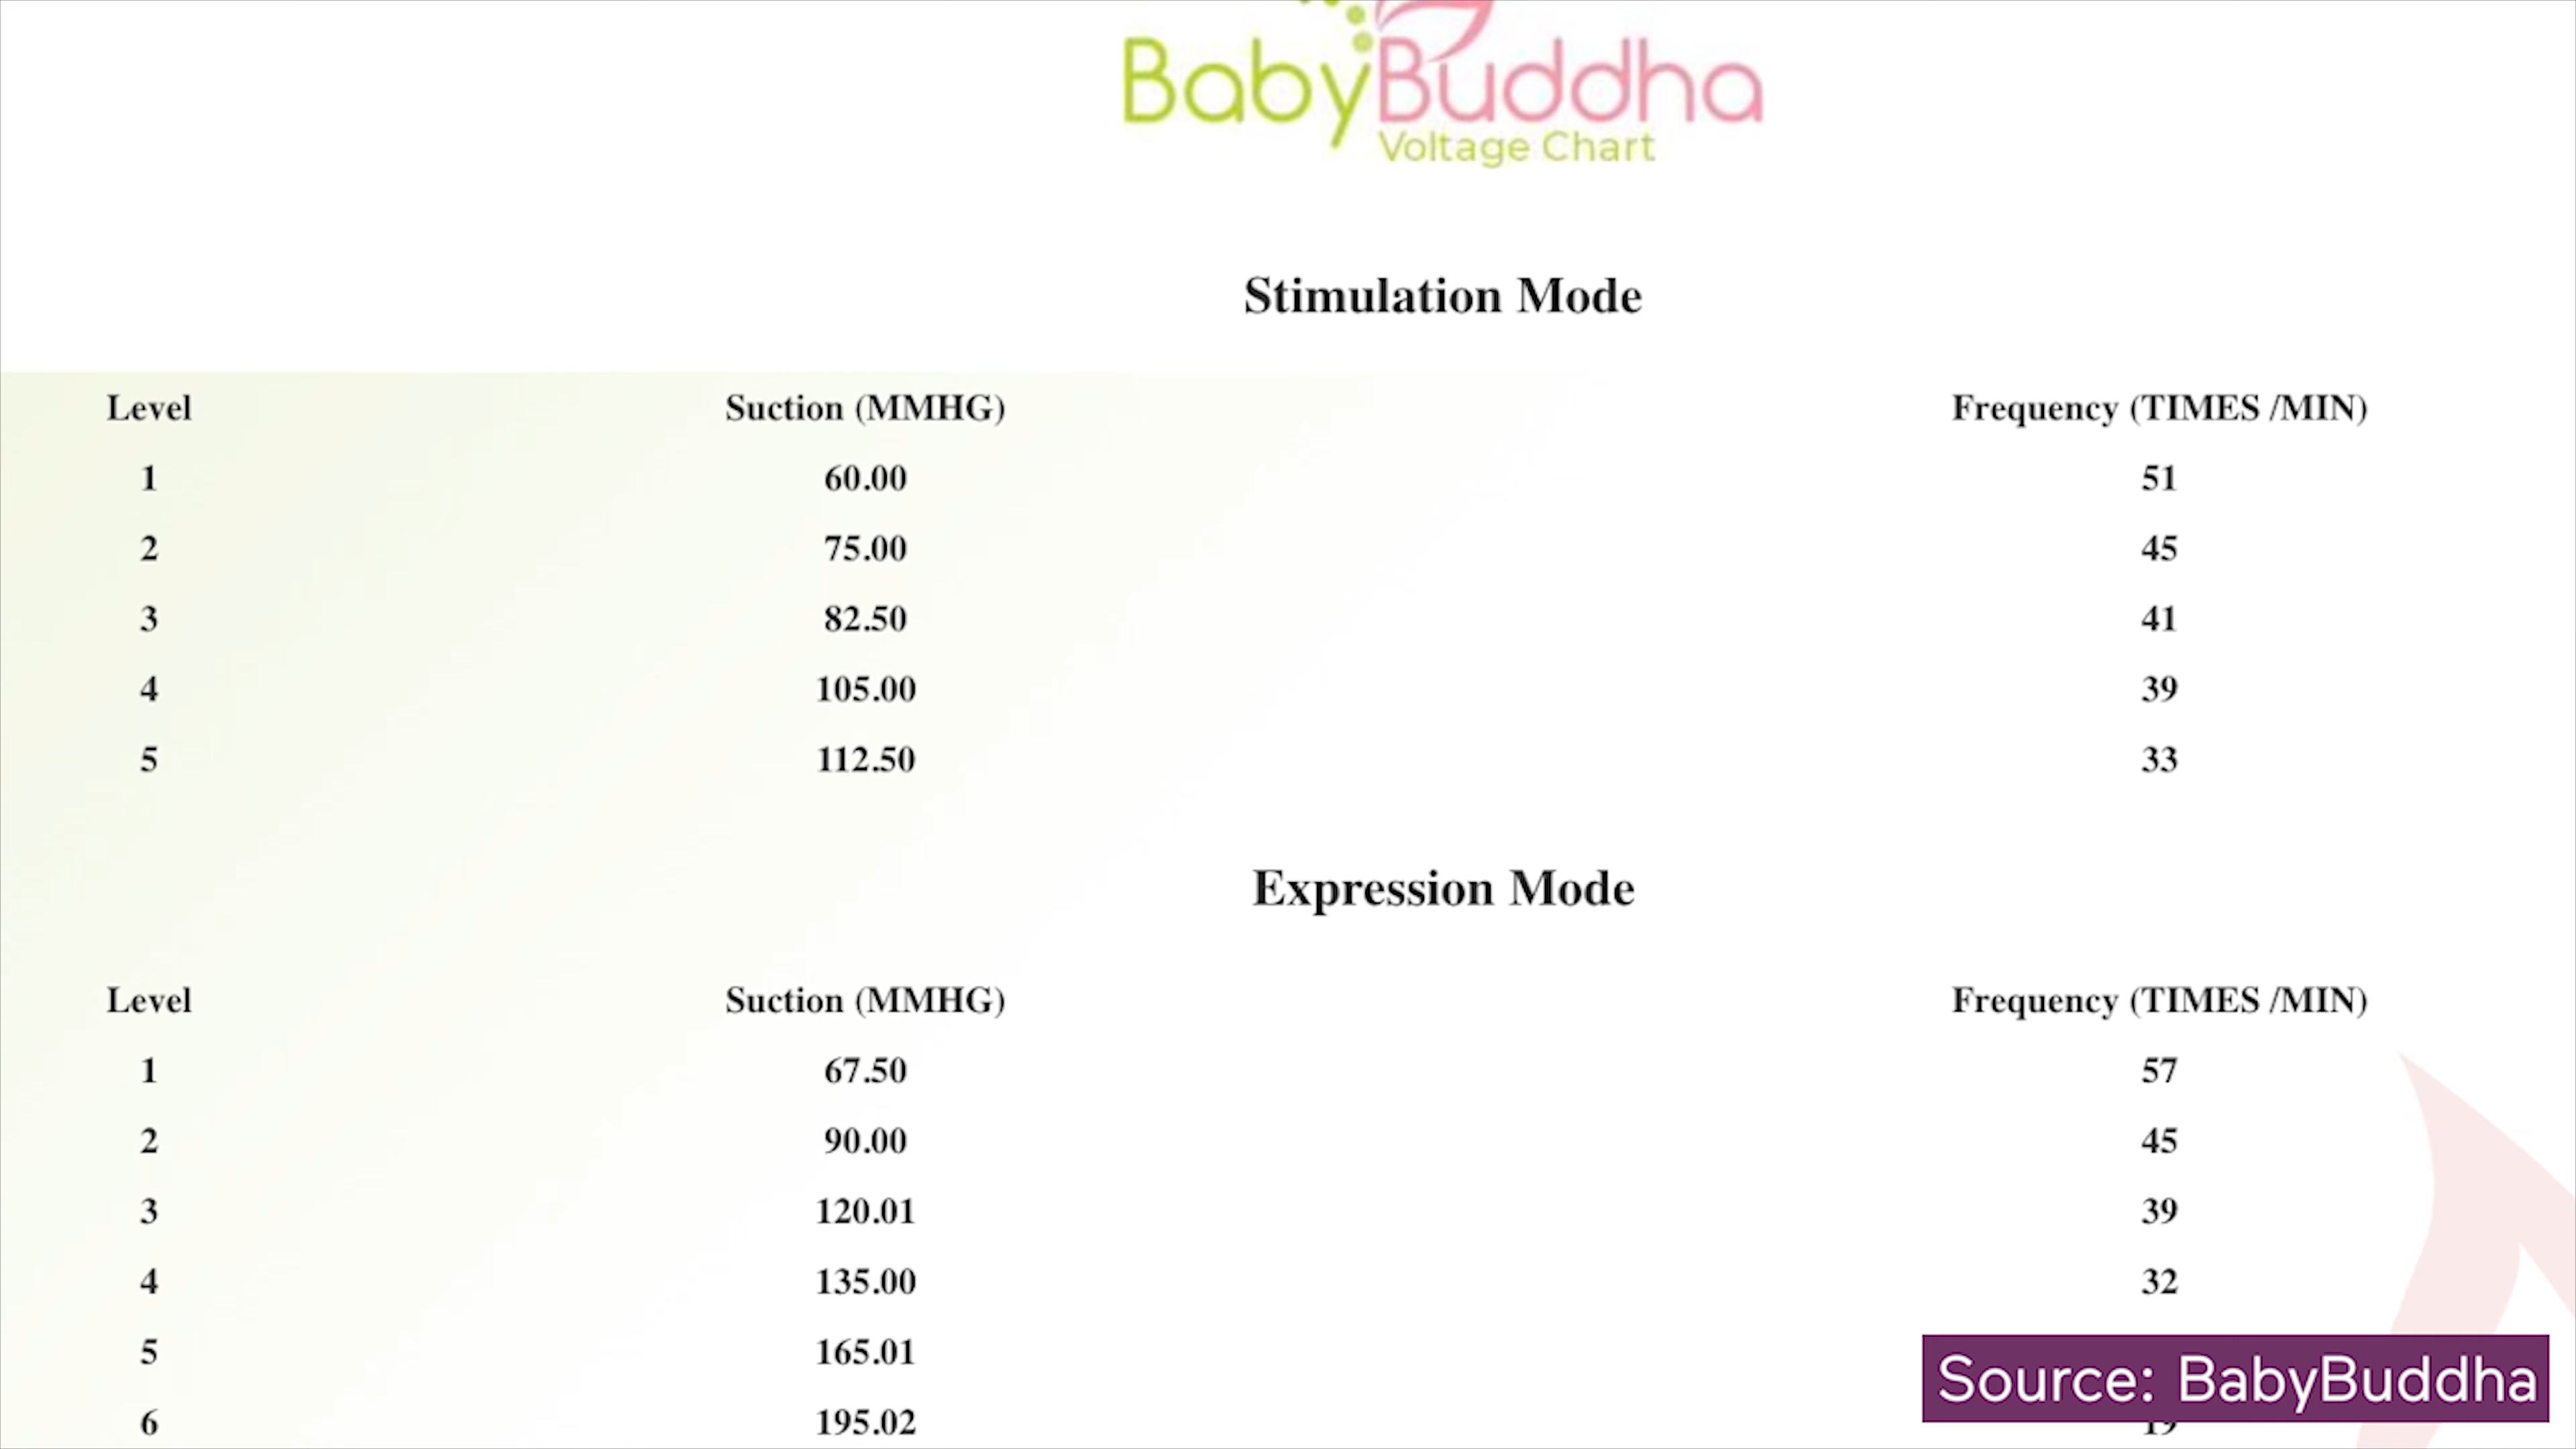 BabyBuddha
Voltage Chart
Stimulation Mode
Level Suction (MMHG) Frequency (TIMES /MIN)
1 60.00 51
2 75.00 45
3 82.50 41
4 105.00 39
5 112.50 33
Expression Mode
Level Suction (MMHG) Frequency (TIMES /MIN)
1 67.50 57
2 90.00 45
3 120.01 39
4 135.00 32
5 165.01
6 195.02
Source: BabyBuddha